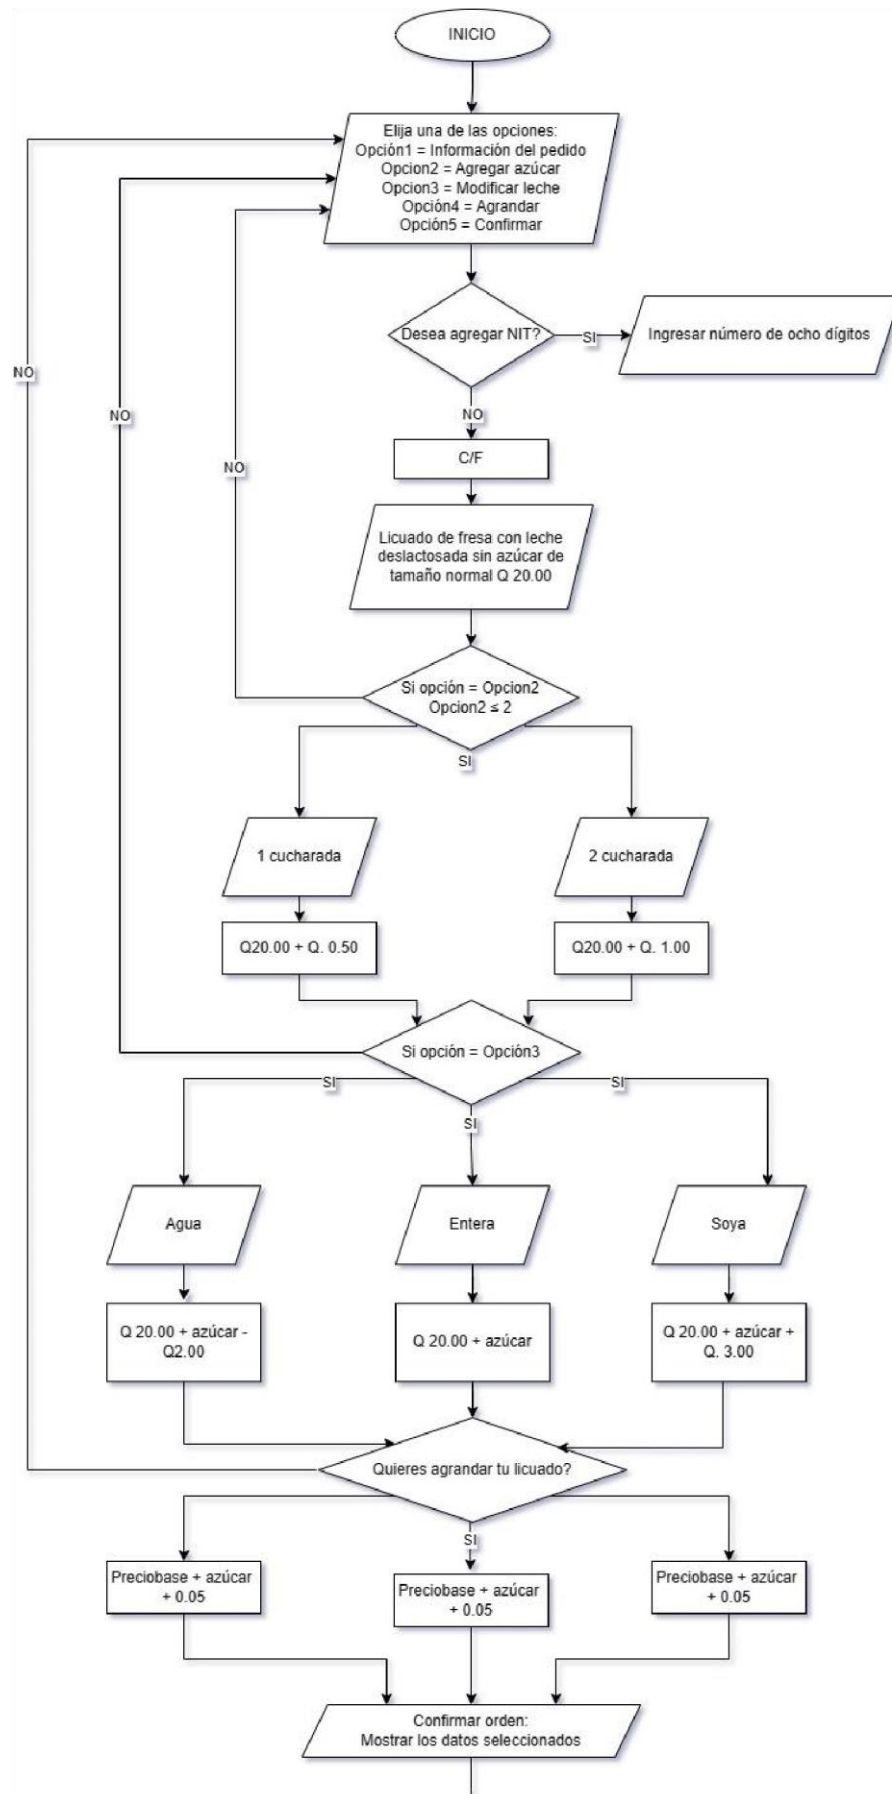 INICIO
Elija una de las opciones:
Opción1 = Información del pedido
Opcion2 = Agregar azúcar
Opcion3 = Modificar leche
Opción4 = Agrandar
Opción5 = Confirmar
Desea agregar NIT?
SI
Ingresar número de ocho dígitos
NO
NO
NO
NO
C/F
Licuado de fresa con leche
deslactosada sin azúcar de
tamaño normal Q 20.00
Si opción = Opcion2
Opcion2 ≤ 2
SI
1 cucharada
2 cucharada
Q20.00 + Q. 0.50
Q20.00 + Q. 1.00
Si opción = Opción3
SI
SI
SI
Agua
Entera
Soya
Q 20.00 + azúcar -
Q2.00
Q 20.00 + azúcar
Q 20.00 + azúcar +
Q. 3.00
Quieres agrandar tu licuado?
SI
Preciobase + azúcar
+ 0.05
Preciobase + azúcar
+ 0.05
Preciobase + azúcar
+ 0.05
Confirmar orden:
Mostrar los datos seleccionados